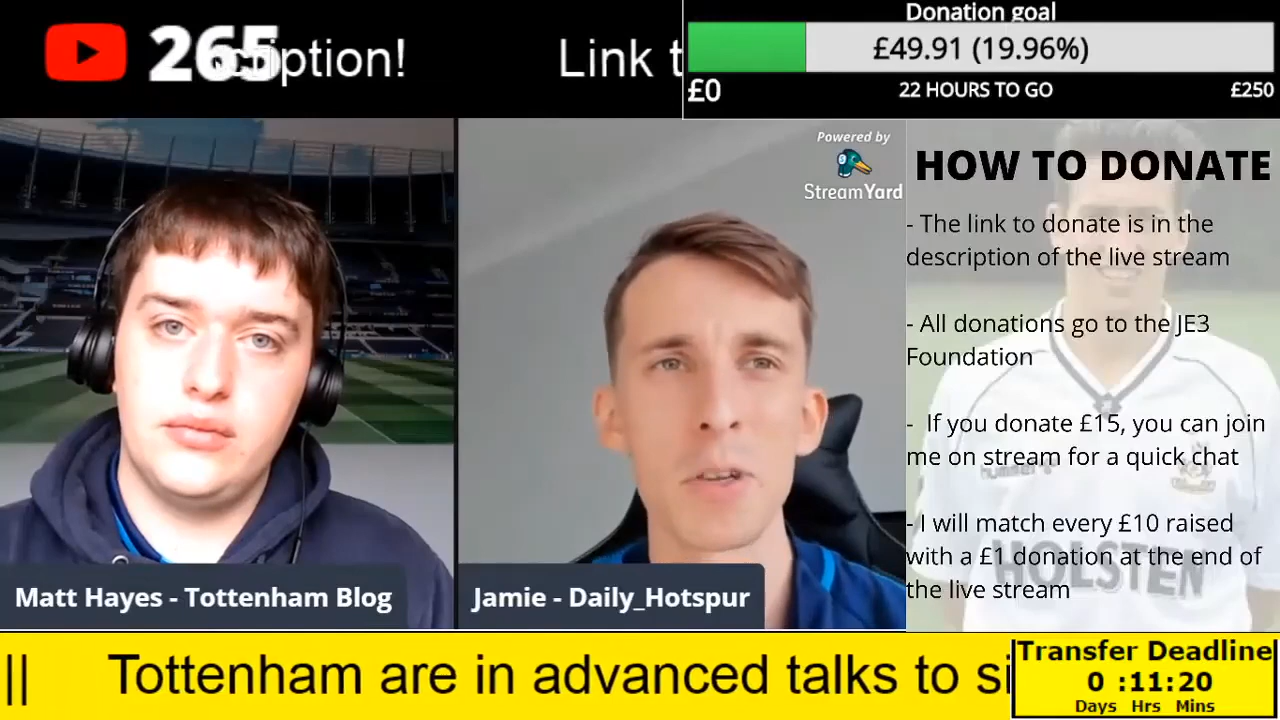 Donation goal
265
cription!
Link t
£49.91 (19.96%)
£0
22 HOURS TO GO
£250
Powered by
StreamYard
HOW TO DONATE
- The link to donate is in the
description of the live stream
- All donations go to the JE3
Foundation
- If you donate £15, you can join
me on stream for a quick chat
- I will match every £10 raised
with a £1 donation at the end of
the live stream
HOLSTEN
Matt Hayes - Tottenham Blog
Jamie - Daily_Hotspur
|| Tottenham are in advanced talks to si
Transfer Deadline
0 :11:20
Days Hrs Mins